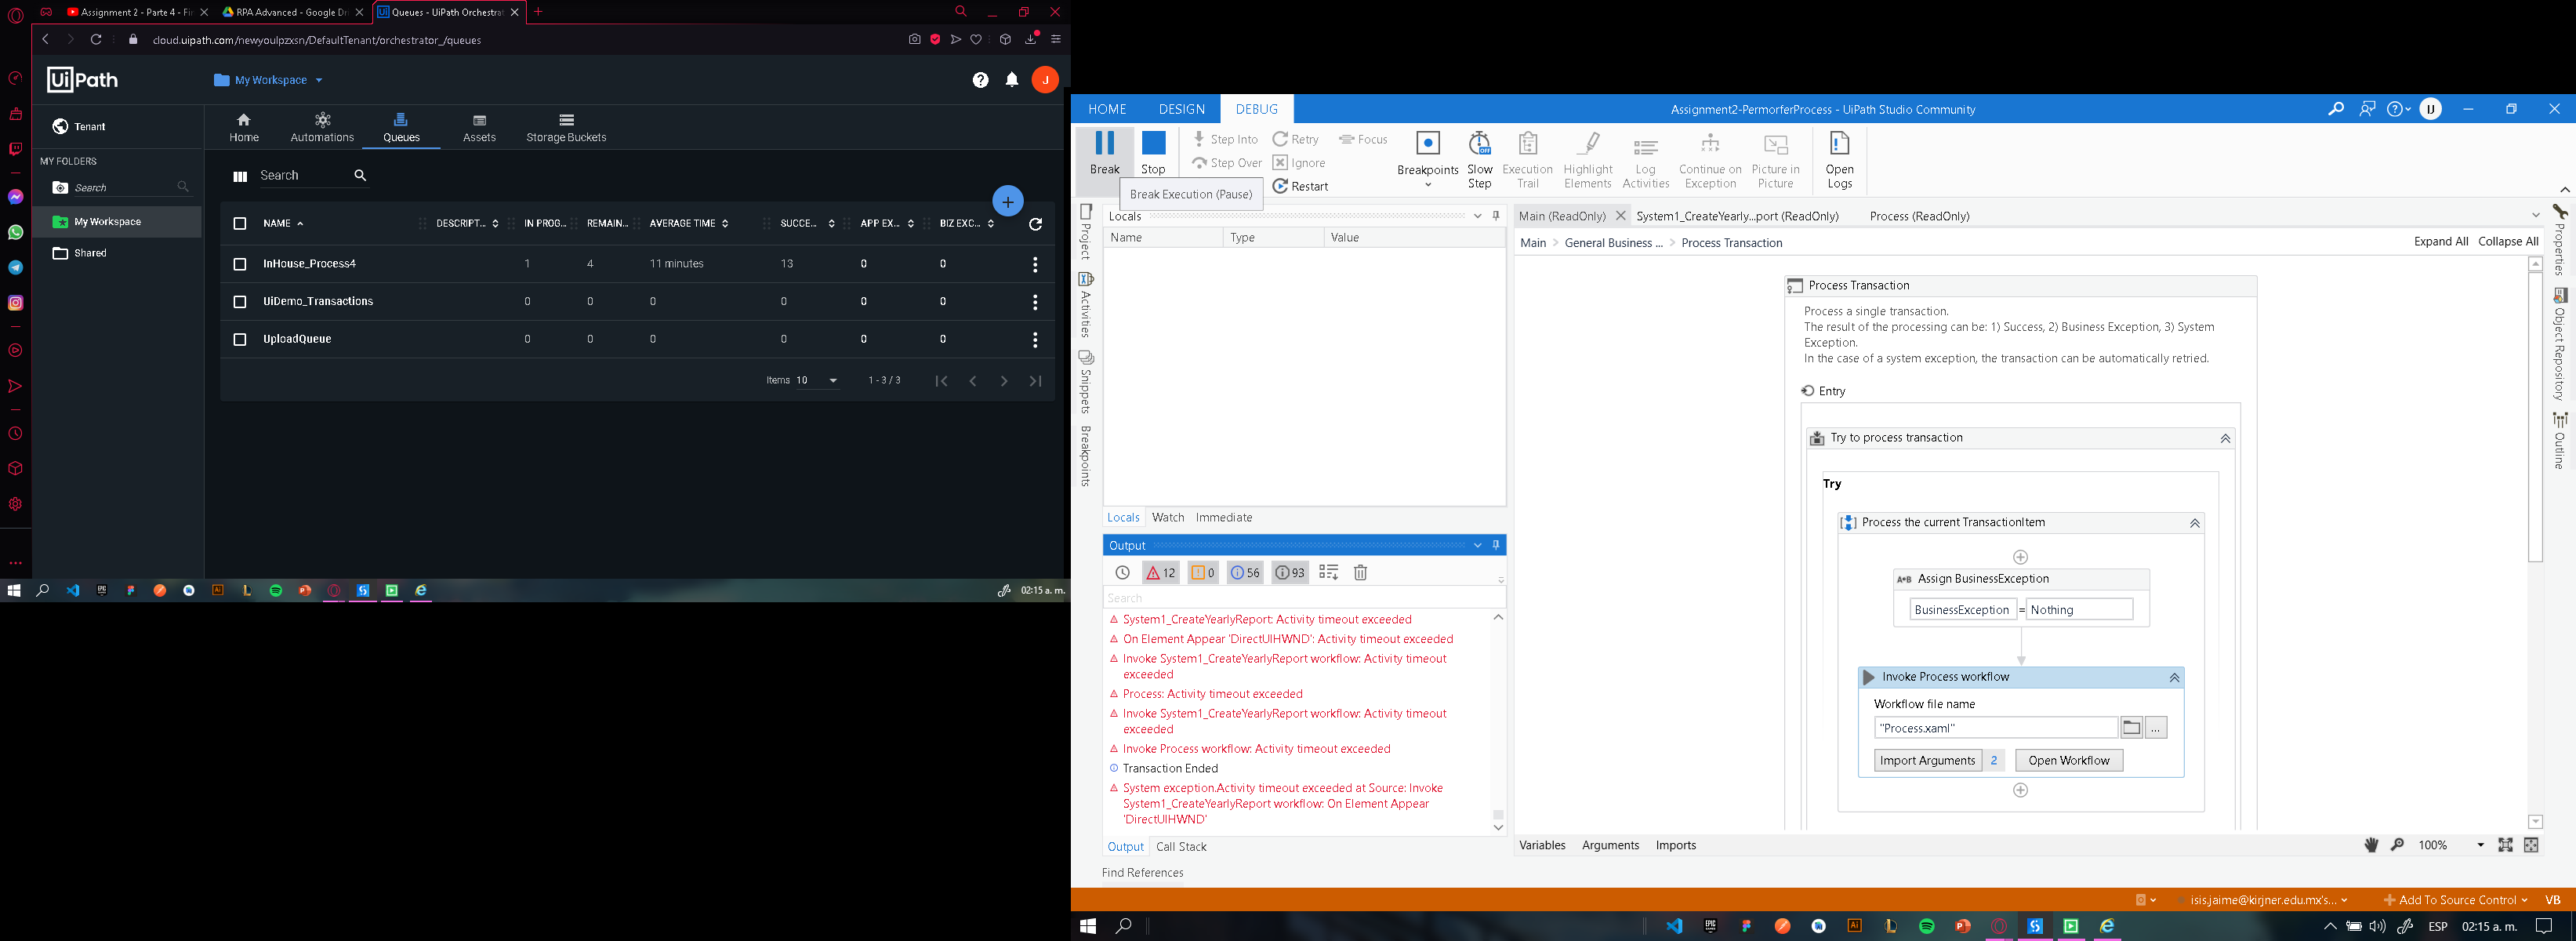 Assignment 2 - Parte 4 - Fir
RPA Advanced - Google Dri
Queues - UiPath Orchestrat
cloud.uipath.com/newyoulpzxsn/DefaultTenant/orchestrator_/queues
UiPath
My Workspace
J
Tenant
Home
Automations
Queues
Assets
Storage Buckets
MY FOLDERS
Search
My Workspace
Shared
Search
NAME
DESCRIPT...
IN PROG...
REMAIN...
AVERAGE TIME
SUCCE...
APP EX...
BIZ EXC...
InHouse_Process4 1 4 11 minutes 13 0 0
UiDemo_Transactions 0 0 0 0 0 0
UploadQueue 0 0 0 0 0 0
Items 10
1 - 3 / 3
02:15 a. m.
HOME
DESIGN
DEBUG
Assignment2-PermorferProcess - UiPath Studio Community
IJ
Break
Stop
Step Into
Step Over
Retry
Ignore
Restart
Focus
Breakpoints
Slow
Step
Execution
Trail
Highlight
Elements
Log
Activities
Continue on
Exception
Picture in
Picture
Open
Logs
Break Execution (Pause)
Project
Activities
Snippets
Breakpoints
Locals
Name
Type
Value
Locals
Watch
Immediate
Output
12
0
56
93
Search
System1_CreateYearlyReport: Activity timeout exceeded
On Element Appear 'DirectUIHWND': Activity timeout exceeded
Invoke System1_CreateYearlyReport workflow: Activity timeout
exceeded
Process: Activity timeout exceeded
Invoke System1_CreateYearlyReport workflow: Activity timeout
exceeded
Invoke Process workflow: Activity timeout exceeded
Transaction Ended
System exception.Activity timeout exceeded at Source: Invoke
System1_CreateYearlyReport workflow: On Element Appear
'DirectUIHWND'
Output
Call Stack
Find References
Main (ReadOnly)
System1_CreateYearly...port (ReadOnly)
Process (ReadOnly)
Main > General Business ... > Process Transaction
Expand All
Collapse All
Process Transaction
Process a single transaction.
The result of the processing can be: 1) Success, 2) Business Exception, 3) System
Exception.
In the case of a system exception, the transaction can be automatically retried.
Entry
Try to process transaction
Try
Process the current TransactionItem
A*B Assign BusinessException
BusinessException = Nothing
Invoke Process workflow
Workflow file name
"Process.xaml"
...
Import Arguments 2
Open Workflow
Variables
Arguments
Imports
100%
Properties
Object Repository
Outline
isis.jaime@kirjner.edu.mx's...
Add To Source Control
VB
ESP
02:15 a. m.